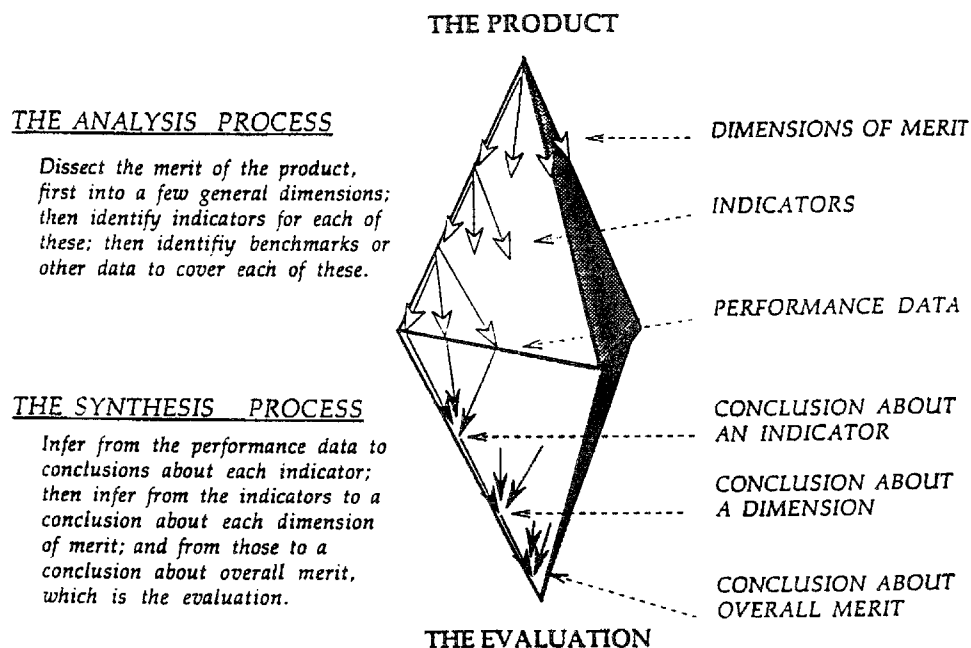 THE PRODUCT
THE ANALYSIS PROCESS
Dissect the merit of the product,
first into a few general dimensions;
then identify indicators for each of
these; then identifiy benchmarks or
other data to cover each of these.
DIMENSIONS OF MERIT
INDICATORS
PERFORMANCE DATA
THE SYNTHESIS PROCESS
Infer from the performance data to
conclusions about each indicator;
then infer from the indicators to a
conclusion about each dimension
of merit; and from those to a
conclusion about overall merit,
which is the evaluation.
CONCLUSION ABOUT
AN INDICATOR
CONCLUSION ABOUT
A DIMENSION
CONCLUSION ABOUT
OVERALL MERIT
THE EVALUATION